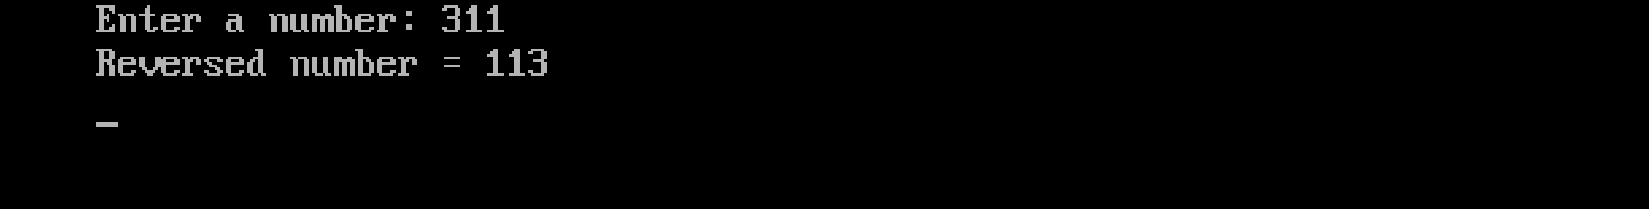 Enter a number: 311
Reversed number = 113